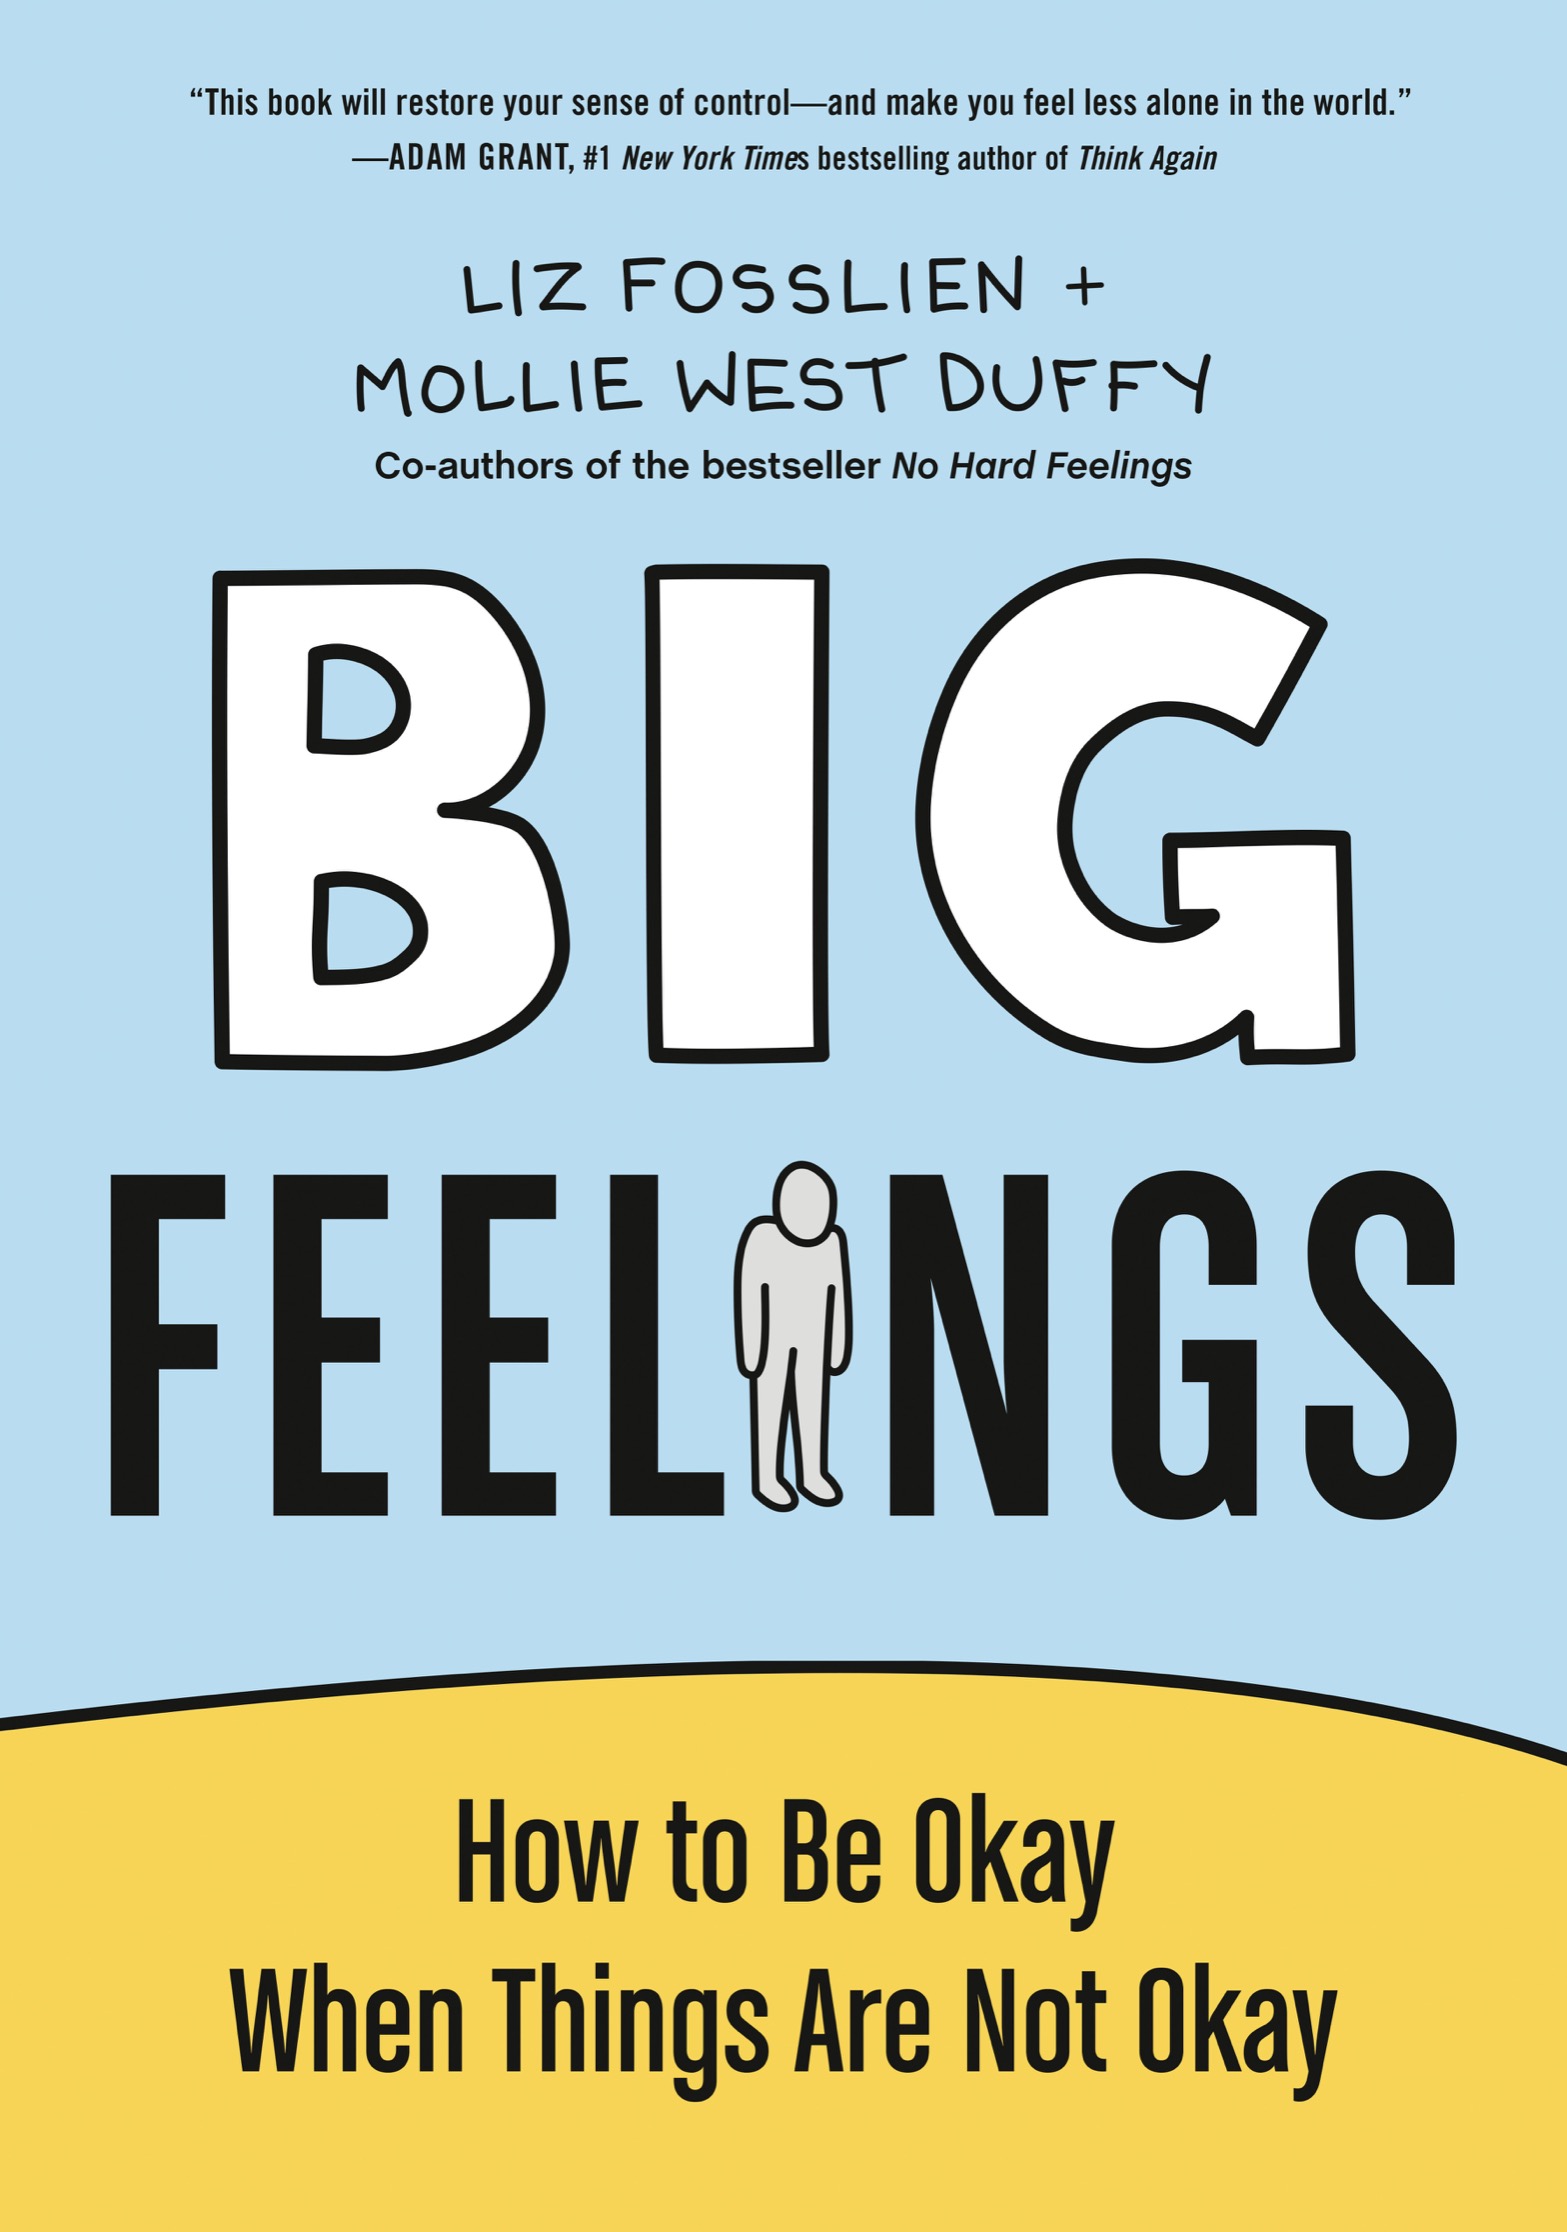 “This book will restore your sense of control—and make you feel less alone in the world.”
—ADAM GRANT, #1 New York Times bestselling author of Think Again
LIZ FOSSLIEN +
MOLLIE WEST DUFFY
Co-authors of the bestseller No Hard Feelings
BIG
FEELINGS
How to Be Okay
When Things Are Not Okay